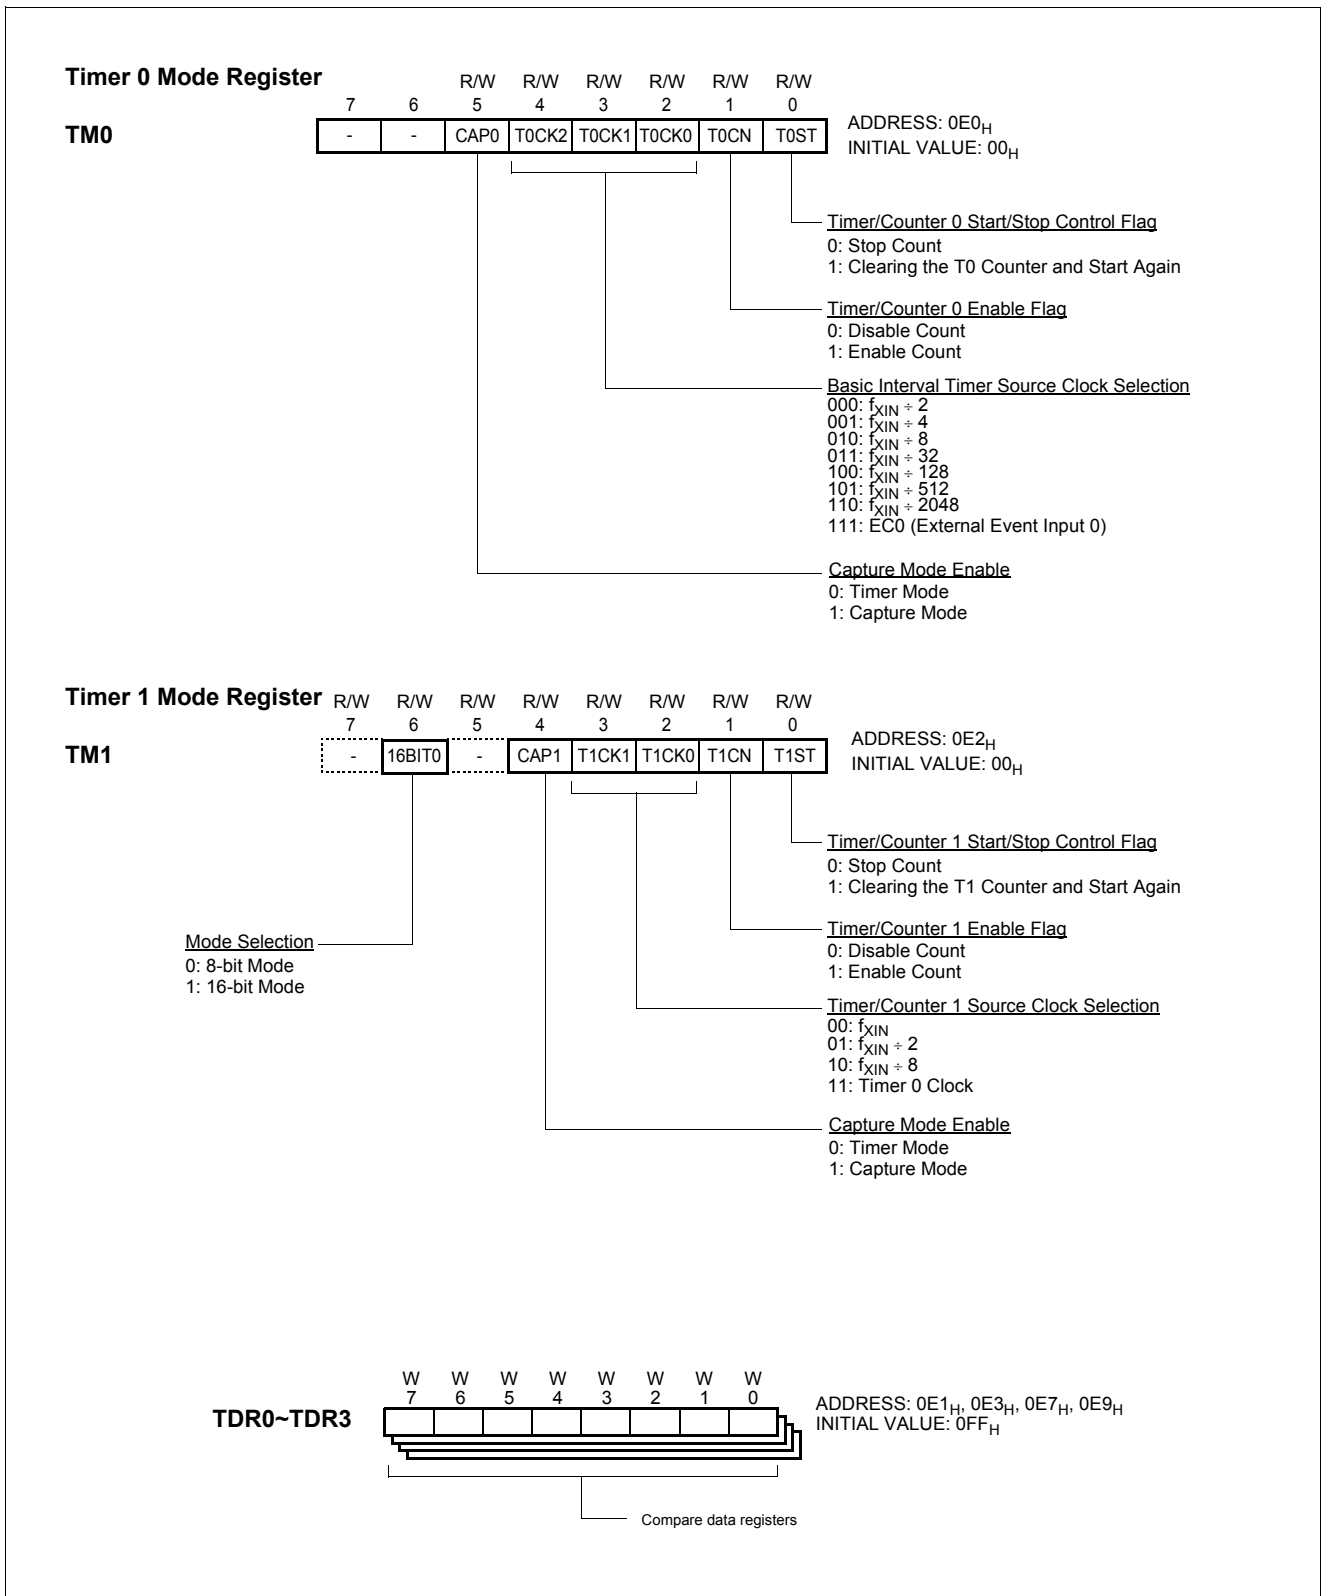 Timer 0 Mode Register
R/W R/W R/W R/W R/W R/W
7 6 5 4 3 2 1 0
TM0 - - CAP0 T0CK2 T0CK1 T0CK0 T0CN T0ST
ADDRESS: 0E0H
INITIAL VALUE: 00H
Timer/Counter 0 Start/Stop Control Flag
0: Stop Count
1: Clearing the T0 Counter and Start Again
Timer/Counter 0 Enable Flag
0: Disable Count
1: Enable Count
Basic Interval Timer Source Clock Selection
000: fXIN ÷ 2
001: fXIN ÷ 4
010: fXIN ÷ 8
011: fXIN ÷ 32
100: fXIN ÷ 128
101: fXIN ÷ 512
110: fXIN ÷ 2048
111: EC0 (External Event Input 0)
Capture Mode Enable
0: Timer Mode
1: Capture Mode
Timer 1 Mode Register
R/W R/W R/W R/W R/W R/W R/W R/W
7 6 5 4 3 2 1 0
TM1 - 16BIT0 - CAP1 T1CK1 T1CK0 T1CN T1ST
ADDRESS: 0E2H
INITIAL VALUE: 00H
Timer/Counter 1 Start/Stop Control Flag
0: Stop Count
1: Clearing the T1 Counter and Start Again
Timer/Counter 1 Enable Flag
0: Disable Count
1: Enable Count
Mode Selection
0: 8-bit Mode
1: 16-bit Mode
Timer/Counter 1 Source Clock Selection
00: fXIN
01: fXIN ÷ 2
10: fXIN ÷ 8
11: Timer 0 Clock
Capture Mode Enable
0: Timer Mode
1: Capture Mode
W W W W W W W W
7 6 5 4 3 2 1 0
TDR0~TDR3
ADDRESS: 0E1H, 0E3H, 0E7H, 0E9H
INITIAL VALUE: 0FFH
Compare data registers